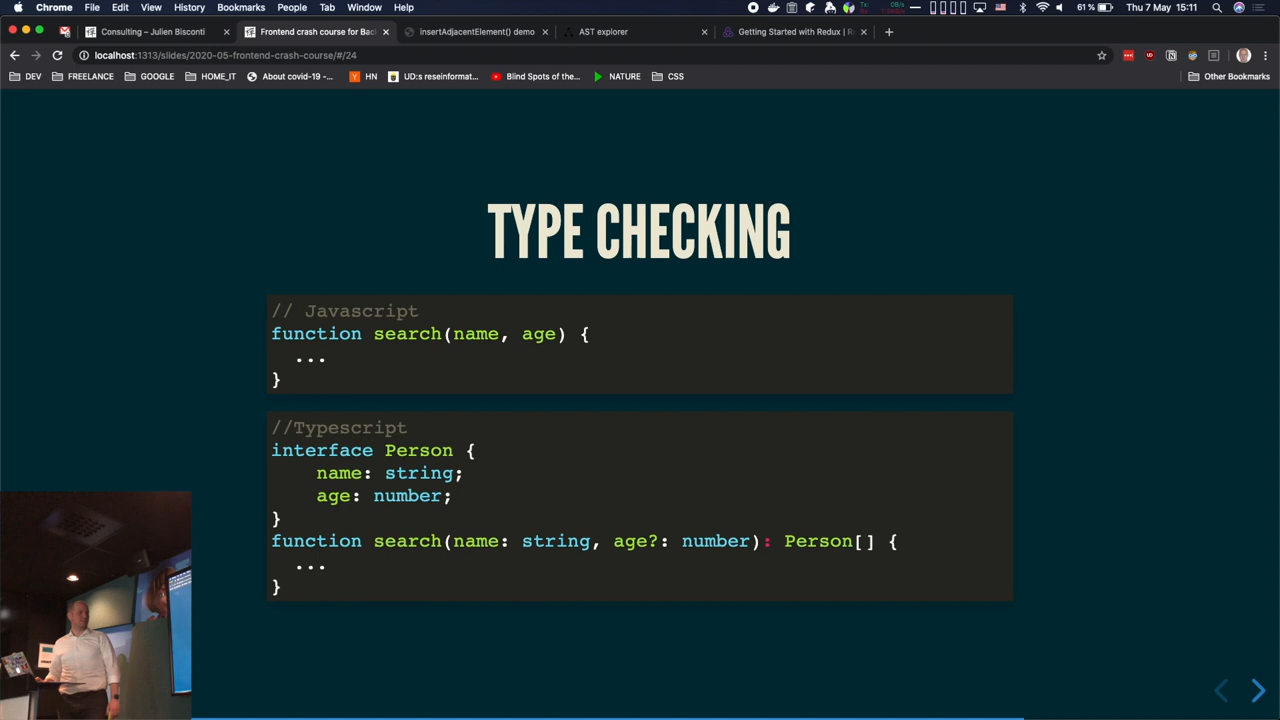 Chrome File Edit View History Bookmarks People Tab Window Help 61 % Thu 7 May 15:11
Consulting – Julien Bisconti Frontend crash course for Back insertAdjacentElement() demo AST explorer Getting Started with Redux | R
localhost:1313/slides/2020-05-frontend-crash-course/#/24
DEV FREELANCE GOOGLE HOME_IT About covid-19 -... HN UD:s reseinformat... Blind Spots of the... NATURE CSS Other Bookmarks
TYPE CHECKING
// Javascript
function search(name, age) {
...
}
//Typescript
interface Person {
name: string;
age: number;
}
function search(name: string, age?: number): Person[] {
...
}